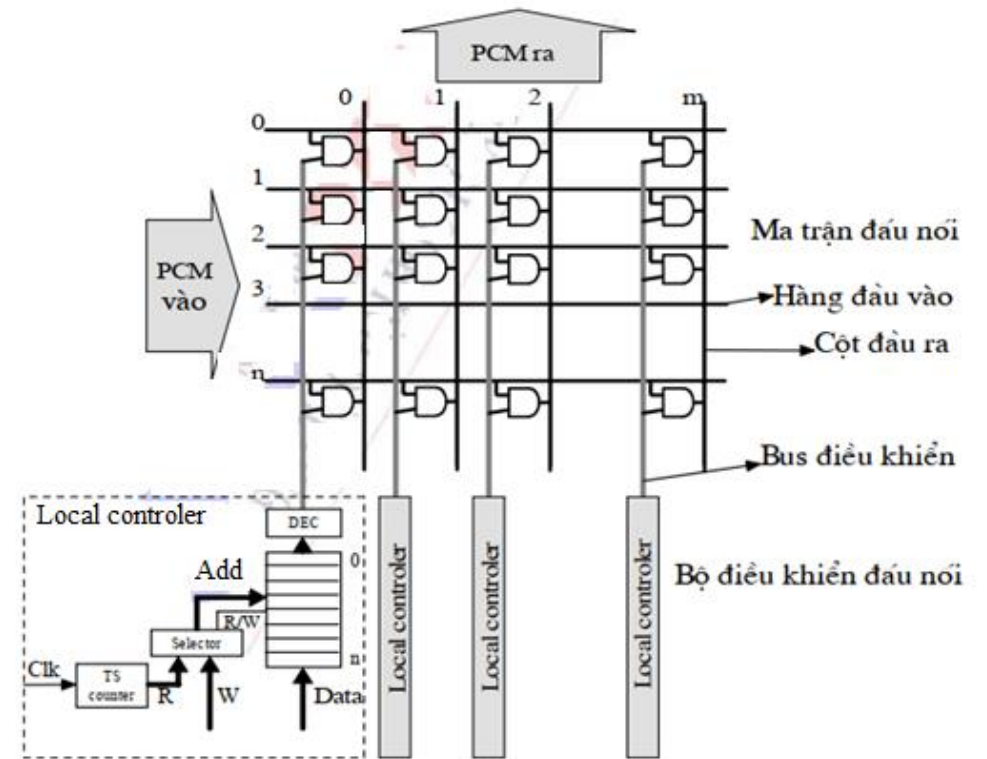 PCM ra
0 1 2 m
0
1
2
3
n
PCM
vào
Ma trận đấu nối
Hàng đầu vào
Cột đầu ra
Bus điều khiển
Bộ điều khiển đấu nối
Local controler
DEC
Add
0
n
R/W
Selector
Clk
TS
counter
R
W
Data
Local controler
Local controler
Local controler